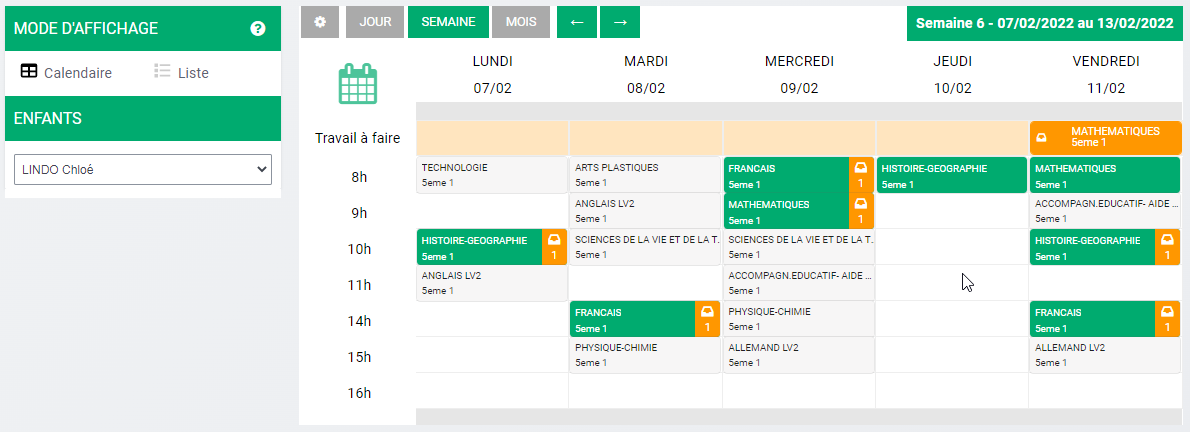 MODE D'AFFICHAGE
?
Calendaire
Liste
ENFANTS
LINDO Chloé
JOUR
SEMAINE
MOIS
←
→
Semaine 6 - 07/02/2022 au 13/02/2022
LUNDI
07/02
MARDI
08/02
MERCREDI
09/02
JEUDI
10/02
VENDREDI
11/02
Travail à faire
MATHEMATIQUES
5eme 1
8h
TECHNOLOGIE
5eme 1
ARTS PLASTIQUES
5eme 1
FRANCAIS
5eme 1
1
HISTOIRE-GEOGRAPHIE
5eme 1
MATHEMATIQUES
5eme 1
9h
ANGLAIS LV2
5eme 1
MATHEMATIQUES
5eme 1
1
ACCOMPAGN.EDUCATIF- AIDE ...
5eme 1
10h
HISTOIRE-GEOGRAPHIE
5eme 1
1
SCIENCES DE LA VIE ET DE LA T.
5eme 1
SCIENCES DE LA VIE ET DE LA T.
5eme 1
HISTOIRE-GEOGRAPHIE
5eme 1
1
11h
ANGLAIS LV2
5eme 1
ACCOMPAGN.EDUCATIF- AIDE ...
5eme 1
14h
FRANCAIS
5eme 1
1
PHYSIQUE-CHIMIE
5eme 1
FRANCAIS
5eme 1
1
15h
PHYSIQUE-CHIMIE
5eme 1
ALLEMAND LV2
5eme 1
ALLEMAND LV2
5eme 1
16h